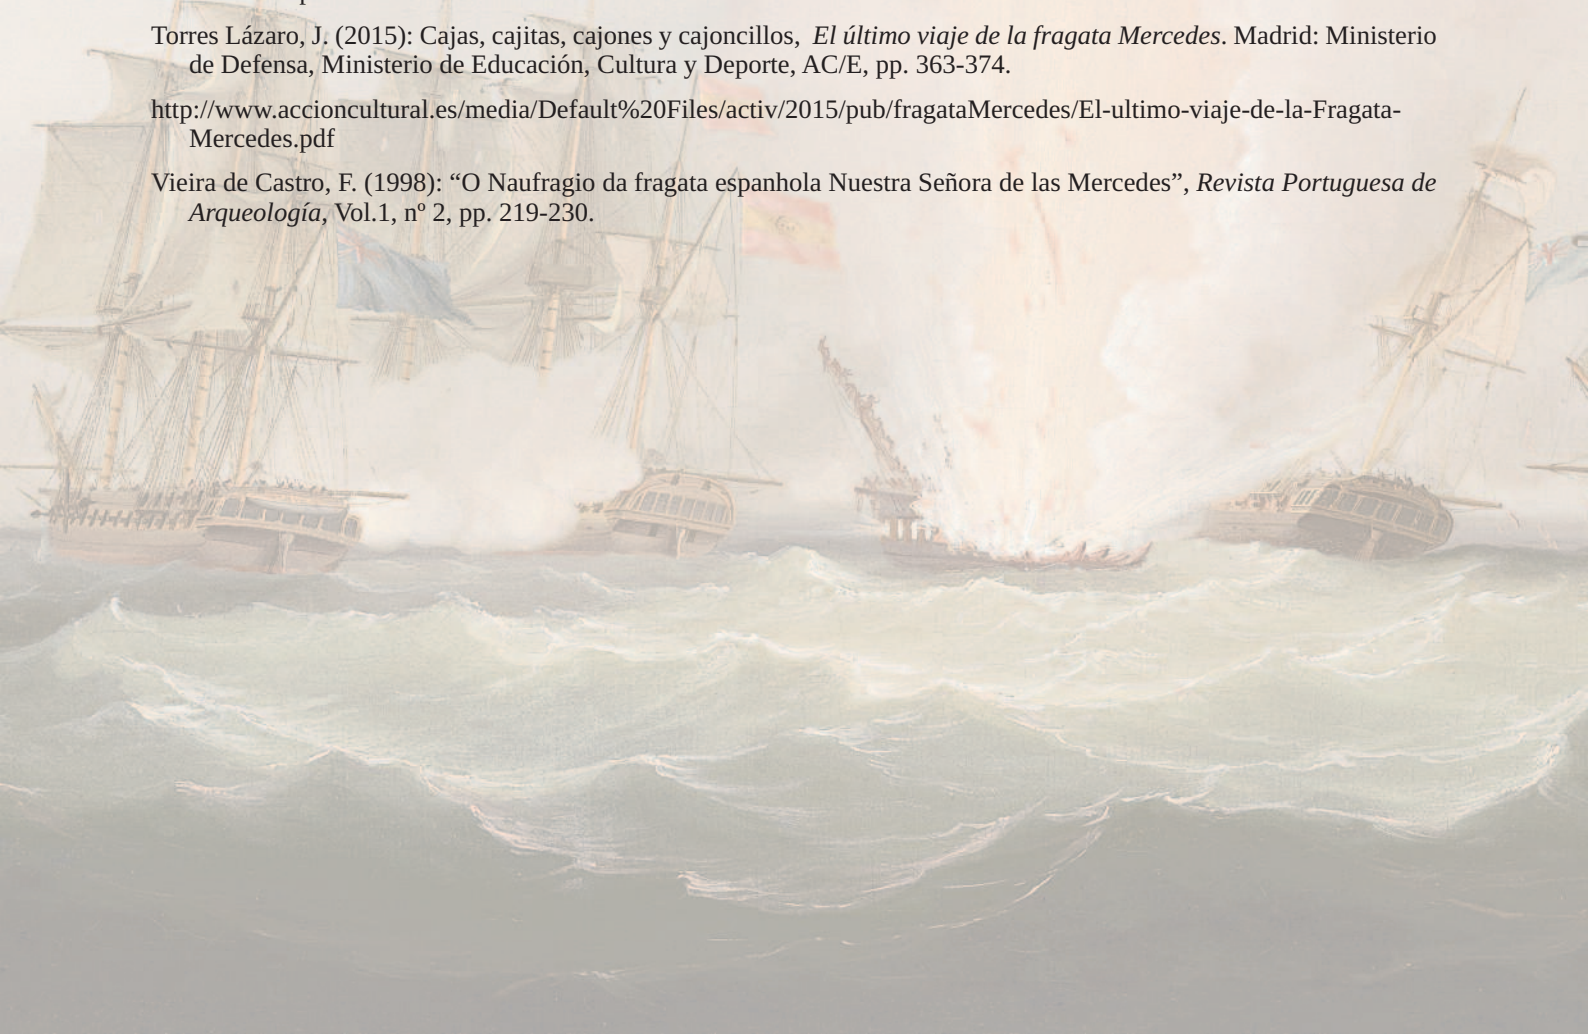 Torres Lázaro, J. (2015): Cajas, cajitas, cajones y cajoncillos, El último viaje de la fragata Mercedes. Madrid: Ministerio
de Defensa, Ministerio de Educación, Cultura y Deporte, AC/E, pp. 363-374.
http://www.accioncultural.es/media/Default%20Files/activ/2015/pub/fragataMercedes/El-ultimo-viaje-de-la-Fragata-
Mercedes.pdf
Vieira de Castro, F. (1998): “O Naufragio da fragata espanhola Nuestra Señora de las Mercedes”, Revista Portuguesa de
Arqueología, Vol.1, nº 2, pp. 219-230.